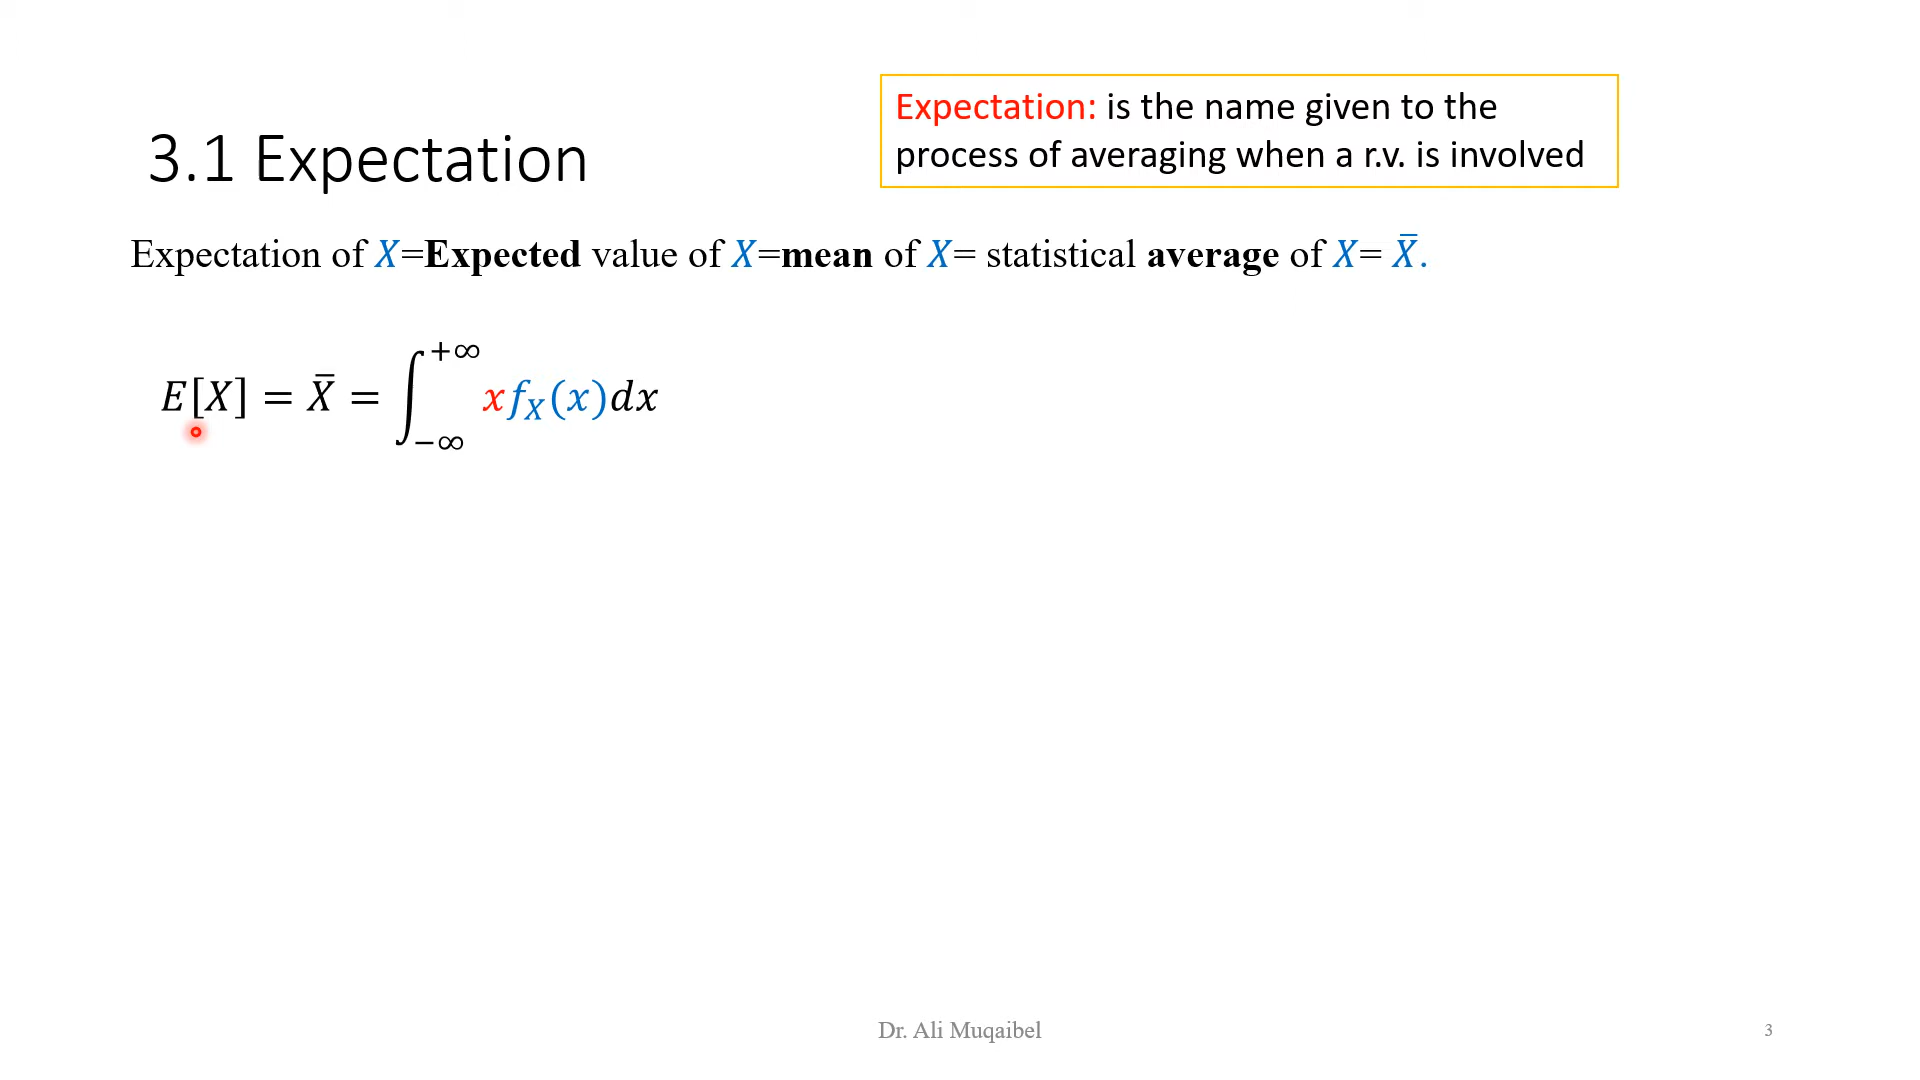 3.1 Expectation
Expectation: is the name given to the
process of averaging when a r.v. is involved
Expectation of X=Expected value of X=mean of X= statistical average of X= X̄.
E[X] = X̄ = ∫_{−∞}^{+∞} x f_X(x)dx
Dr. Ali Muqaibel
3